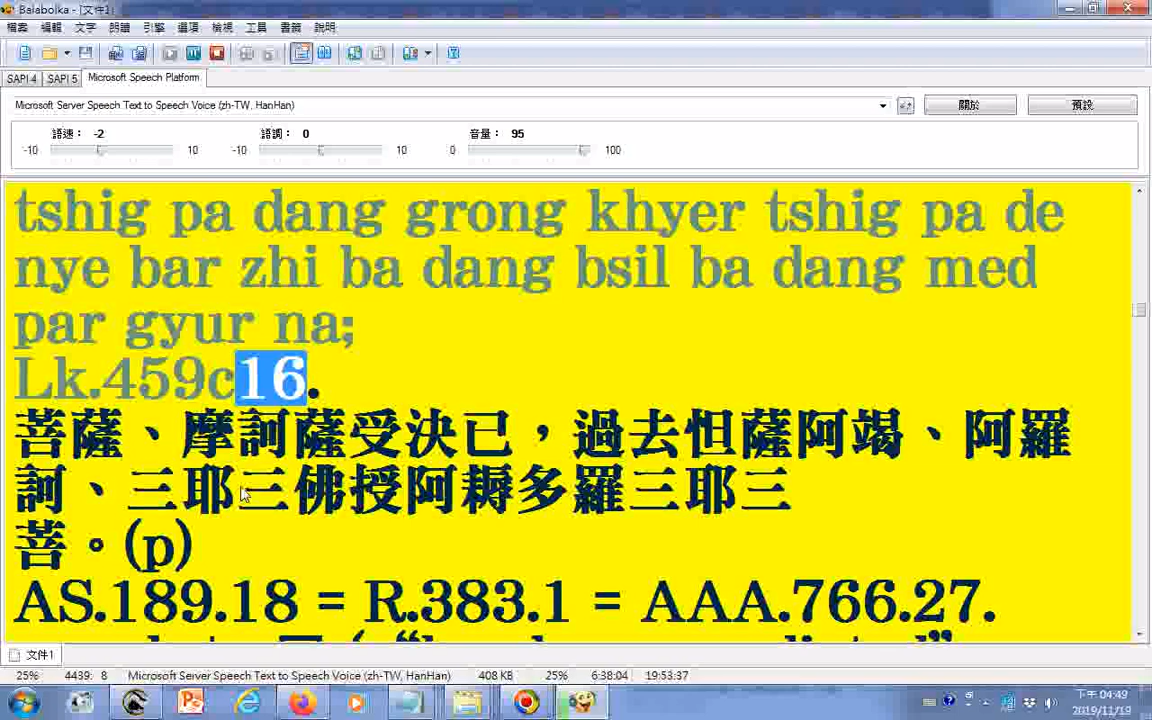 Balabolka - [文件1]
檔案 編輯 文字 朗讀 引擎 選項 檢視 工具 書籤 說明
SAPI 4 SAPI 5 Microsoft Speech Platform
Microsoft Server Speech Text to Speech Voice (zh-TW, HanHan)
關於 預設
語速： -2 語調： 0 音量： 95
-10 10 -10 10 0 100
tshig pa dang grong khyer tshig pa de
nye bar zhi ba dang bsil ba dang med
par gyur na;
Lk.459c16.
菩薩、摩訶薩受決已，過去怛薩阿竭、阿羅
訶、三耶三佛授阿耨多羅三耶三
菩。(p)
AS.189.18 = R.383.1 = AAA.766.27.
文件1
25% 4439: 8 Microsoft Server Speech Text to Speech Voice (zh-TW, HanHan) 408 KB 25% 6:38:04 19:53:37
下午 04:49
2019/11/19